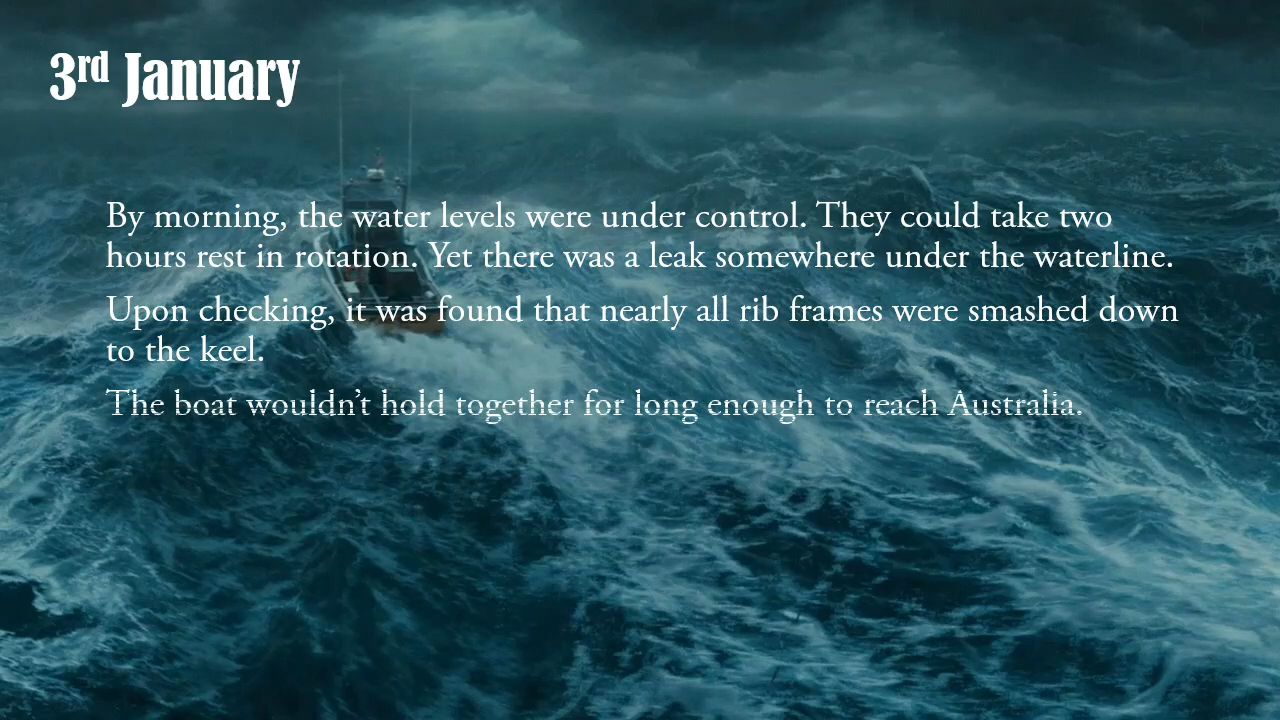 3rd January
By morning, the water levels were under control. They could take two
hours rest in rotation. Yet there was a leak somewhere under the waterline.
Upon checking, it was found that nearly all rib frames were smashed down
to the keel.
The boat wouldn’t hold together for long enough to reach Australia.